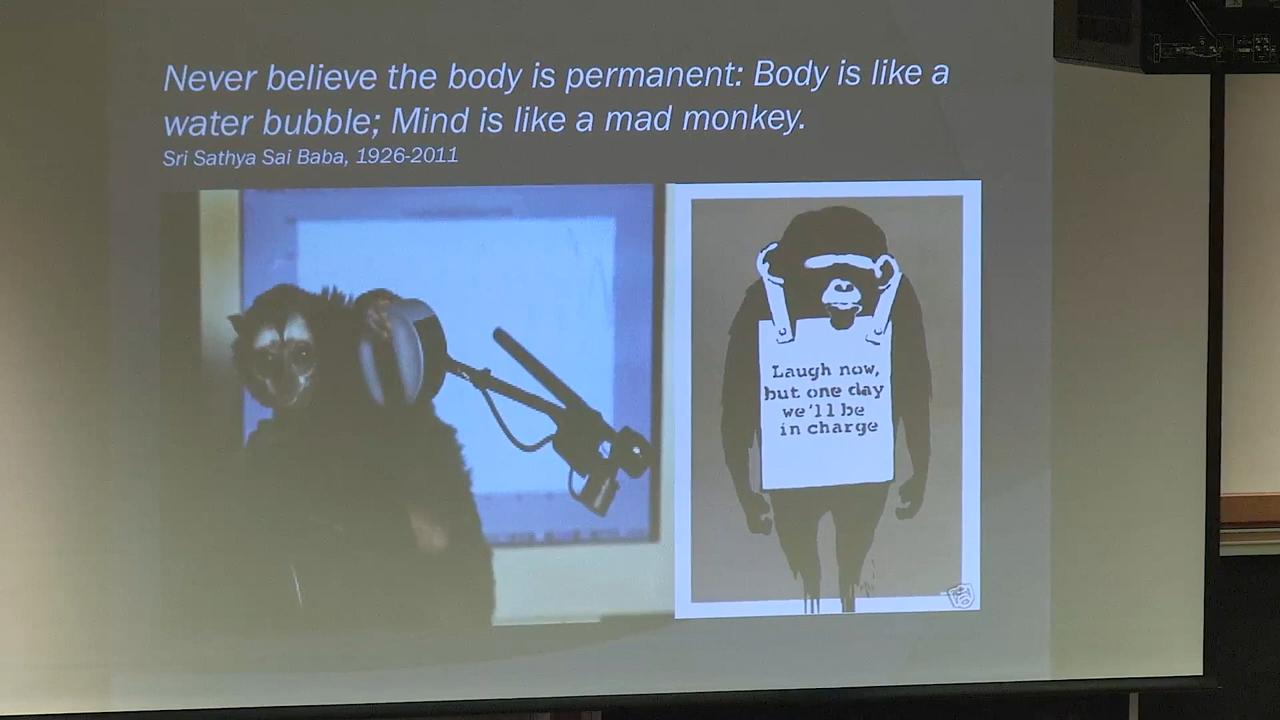 Never believe the body is permanent: Body is like a
water bubble; Mind is like a mad monkey.
Sri Sathya Sai Baba, 1926-2011
Laugh now,
but one day
we'll be
in charge